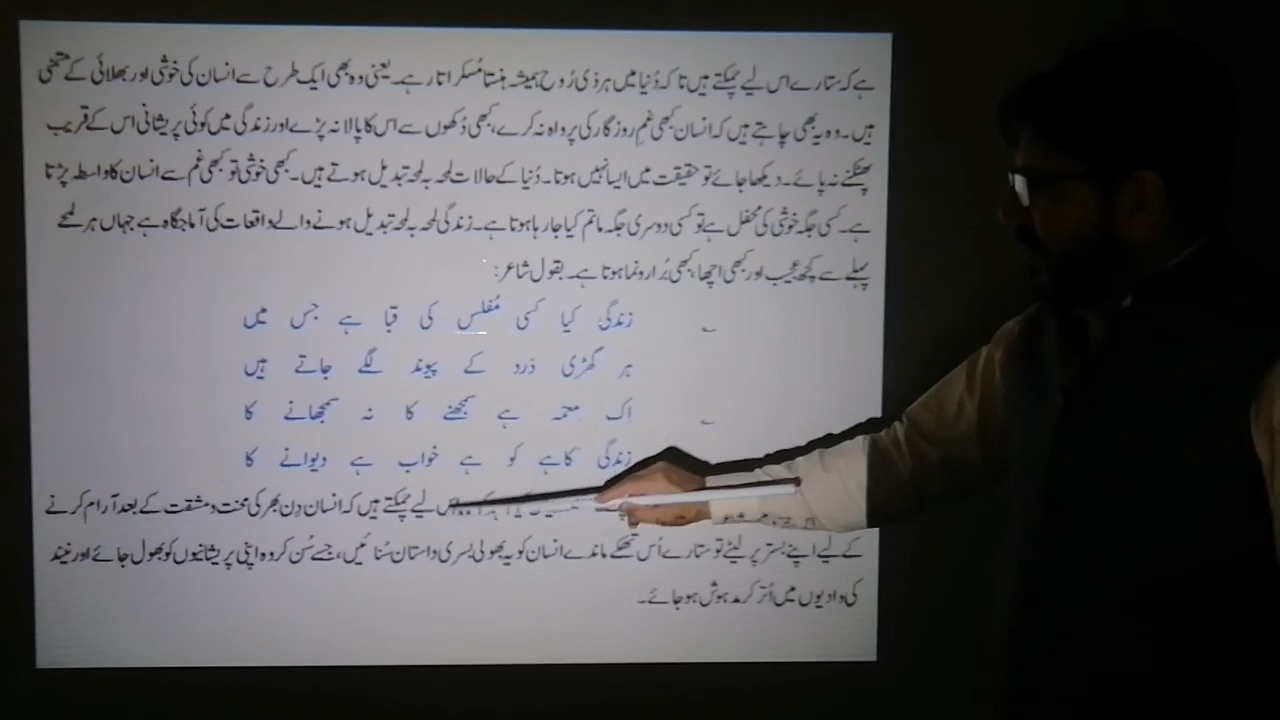 ہے کہ ستارے اس لیے چمکتے ہیں تاکہ دُنیا میں ہر ذی رُوح ہمیشہ ہنستا مُسکراتا رہے۔ یعنی وہ بھی ایک طرح سے انسان کی خوشی اور بھلائی کے متمنی
ہیں۔ وہ یہ بھی چاہتے ہیں کہ انسان کبھی غمِ روزگار کی پرواہ نہ کرے، کبھی دُکھوں سے اس کا پالا نہ پڑے اور زندگی میں کوئی پریشانی اس کے قریب
پھٹکنے نہ پائے۔ دیکھا جائے تو حقیقت میں ایسا نہیں ہوتا۔ دُنیا کے حالات لمحہ بہ لمحہ تبدیل ہوتے ہیں۔ کبھی خوشی تو کبھی غم سے انسان کا واسطہ پڑتا
ہے۔ کسی جگہ خوشی کی محفل ہے تو کسی دوسری جگہ ماتم کیا جا رہا ہوتا ہے۔ زندگی لمحہ بہ لمحہ تبدیل ہونے والے واقعات کی آماجگاہ ہے جہاں ہر لمحے
پہلے سے کچھ عجیب اور کبھی اچھا، کبھی بُرا رونما ہوتا ہے۔ بقول شاعر:
؎ زندگی کیا کسی مُفلس کی قبا ہے جس میں
ہر گھڑی دَرد کے پیوند لگے جاتے ہیں
؎ اِک معمہ ہے سمجھنے کا نہ سمجھانے کا
زندگی کاہے کو ہے خواب ہے دیوانے کا
اس لیے چمکتے ہیں کہ انسان دِن بھر کی محنت و مشقت کے بعد آرام کرنے
کے لیے اپنے بستر پر لیٹے تو ستارے اُس تھکے ماندے انسان کو یہ بھولی بسری داستان سُنائیں، جسے سُن کر وہ اپنی پریشانیوں کو بھول جائے اور نیند
کی وادیوں میں اُتر کر مدہوش ہو جائے۔